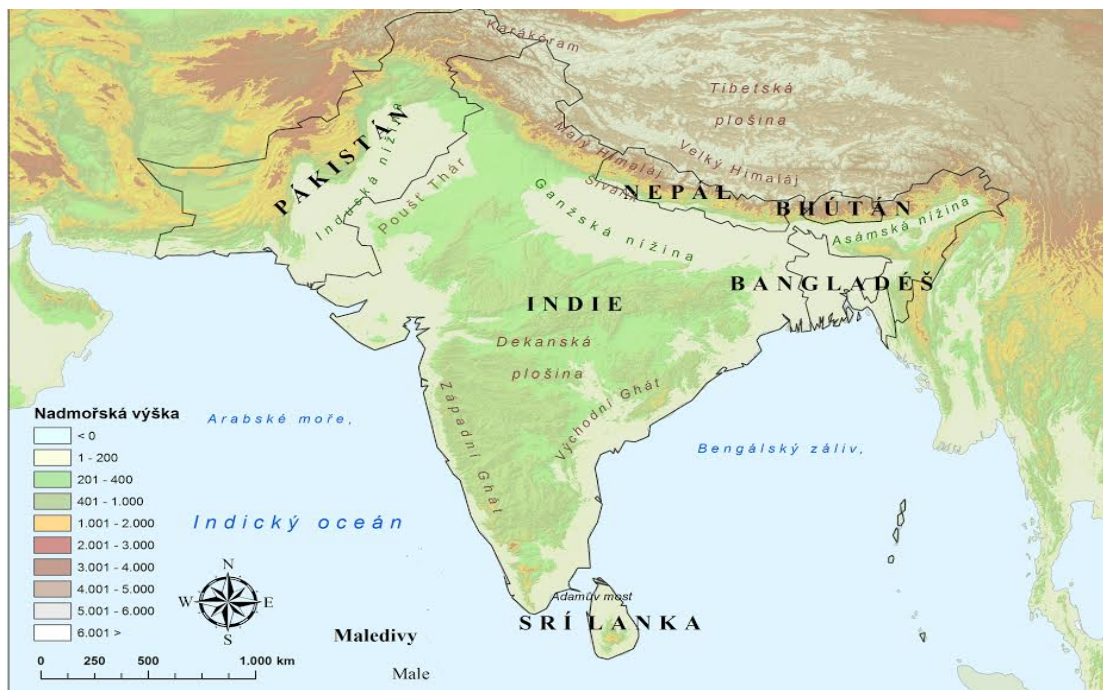 Karákóram
Tibetská
plošina
PÁKISTÁN
Induská nížina
Poušť Thár
Malý Himaláj
Velký Himaláj
NEPÁL
BHÚTÁN
Ganžská nížina
Asámská nížina
BANGLADÉŠ
INDIE
Dekanská
plošina
Západní Ghát
Východní Ghát
Arabské moře,
Bengálský záliv,
Indický oceán
Nadmořská výška
< 0
1 - 200
201 - 400
401 - 1.000
1.001 - 2.000
2.001 - 3.000
3.001 - 4.000
4.001 - 5.000
5.001 - 6.000
6.001 >
N
W
E
S
Adamův most
SRÍ LANKA
Maledivy
Male
0 250 500 1.000 km